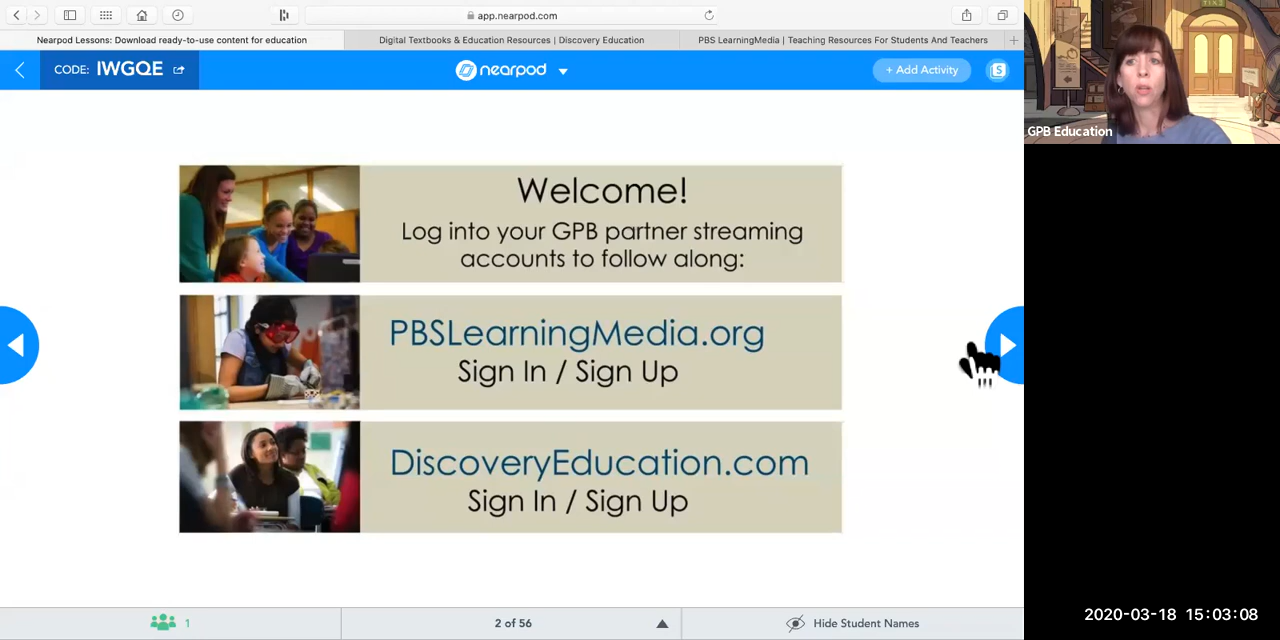 app.nearpod.com
Nearpod Lessons: Download ready-to-use content for education
Digital Textbooks & Education Resources | Discovery Education
PBS LearningMedia | Teaching Resources For Students And Teachers
CODE: IWGQE
nearpod
+ Add Activity
S
GPB Education
Welcome!
Log into your GPB partner streaming
accounts to follow along:
PBSLearningMedia.org
Sign In / Sign Up
DiscoveryEducation.com
Sign In / Sign Up
1
2 of 56
Hide Student Names
2020-03-18 15:03:08